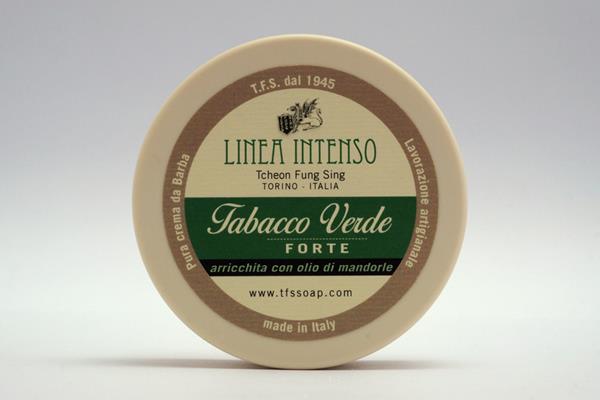 T.F.S. dal 1945
LINEA INTENSO
Tcheon Fung Sing
TORINO - ITALIA
Pura crema da Barba
Lavorazione artigianale
Tabacco Verde
FORTE
arricchita con olio di mandorle
www.tfssoap.com
made in Italy